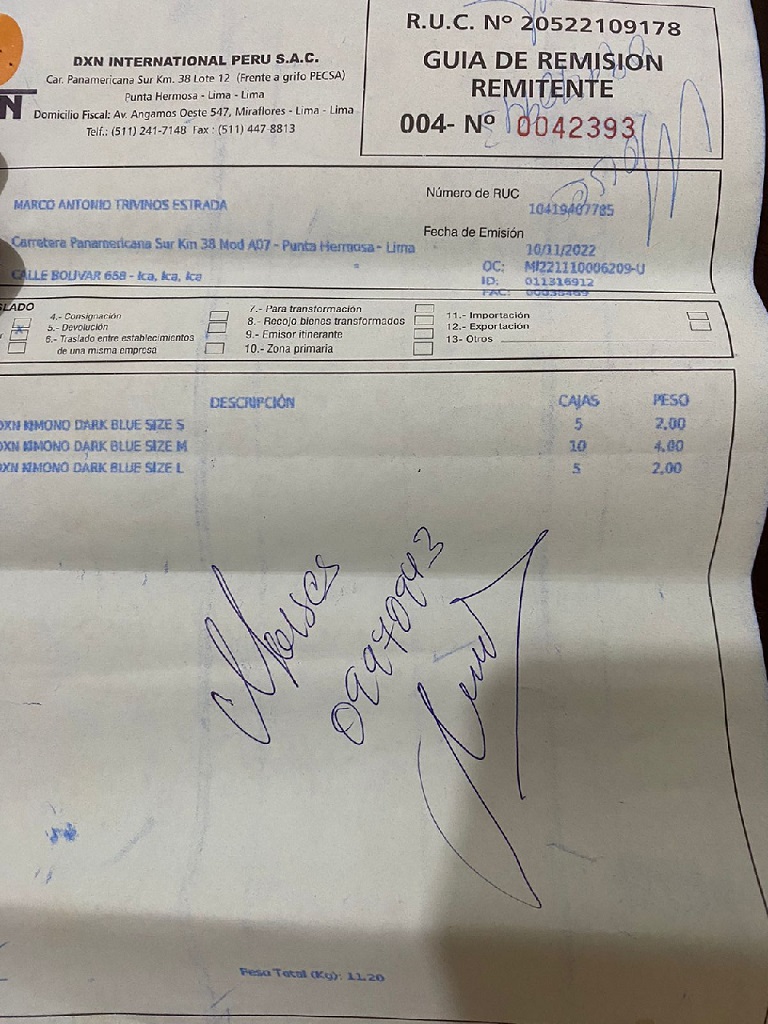 R.U.C. Nº 20522109178
GUIA DE REMISION
REMITENTE
004- Nº 0042393
DXN INTERNATIONAL PERU S.A.C.
Car. Panamericana Sur Km. 38 Lote 12 (Frente a grifo PECSA)
Punta Hermosa - Lima - Lima
Domicilio Fiscal: Av. Angamos Oeste 547, Miraflores - Lima - Lima
Telf.: (511) 241-7148 Fax : (511) 447-8813
N
MARCO ANTONIO TRIVINOS ESTRADA
Número de RUC
10419407785
Carretera Panamericana Sur Km 38 Mod A07 - Punta Hermosa - Lima
Fecha de Emisión
10/11/2022
CALLE BOLIVAR 658 - Ica, Ica, Ica
OC: MI221110006209-U
ID: 011316912
FAC:
SLADO
4.- Consignación
5.- Devolución
6.- Traslado entre establecimientos
de una misma empresa
7.- Para transformación
8.- Recojo bienes transformados
9.- Emisor itinerante
10.- Zona primaria
11.- Importación
12.- Exportación
13- Otros
DESCRIPCIÓN CAJAS PESO
DXN KIMONO DARK BLUE SIZE S 5 2,00
DXN KIMONO DARK BLUE SIZE M 10 4,00
DXN KIMONO DARK BLUE SIZE L 5 2,00
Moises
09970943
Peso Total (Kg): 11.20